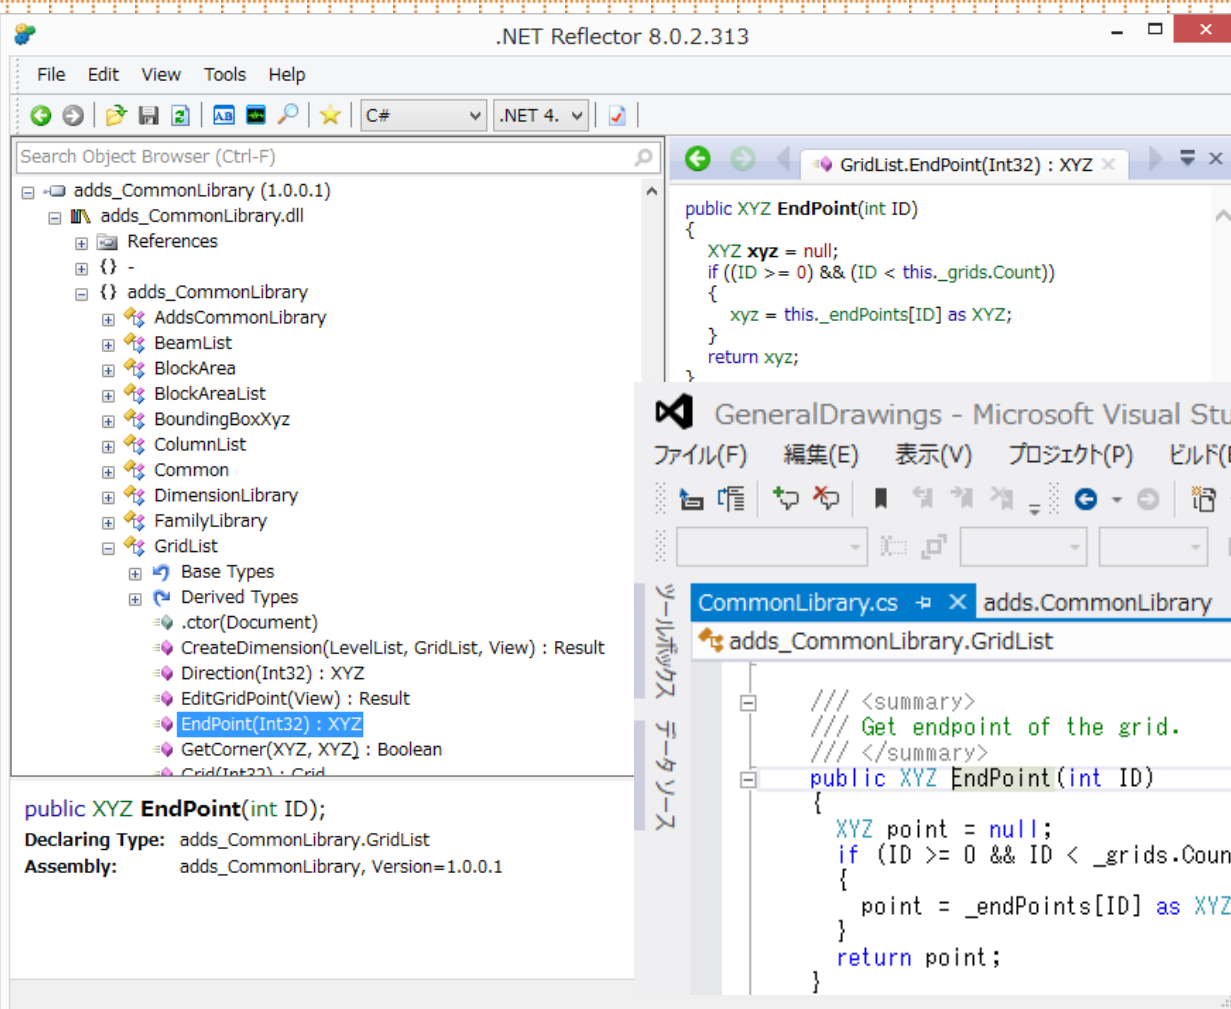 .NET Reflector 8.0.2.313
File Edit View Tools Help
C# .NET 4.
Search Object Browser (Ctrl-F)
adds_CommonLibrary (1.0.0.1)
adds_CommonLibrary.dll
References
{} -
{} adds_CommonLibrary
AddsCommonLibrary
BeamList
BlockArea
BlockAreaList
BoundingBoxXyz
ColumnList
Common
DimensionLibrary
FamilyLibrary
GridList
Base Types
Derived Types
.ctor(Document)
CreateDimension(LevelList, GridList, View) : Result
Direction(Int32) : XYZ
EditGridPoint(View) : Result
EndPoint(Int32) : XYZ
GetCorner(XYZ, XYZ) : Boolean
Grid(Int32) : Grid
public XYZ EndPoint(int ID);
Declaring Type: adds_CommonLibrary.GridList
Assembly: adds_CommonLibrary, Version=1.0.0.1
GridList.EndPoint(Int32) : XYZ
public XYZ EndPoint(int ID)
{
XYZ xyz = null;
if ((ID >= 0) && (ID < this._grids.Count))
{
xyz = this._endPoints[ID] as XYZ;
}
return xyz;
}
GeneralDrawings - Microsoft Visual Stu
ファイル(F) 編集(E) 表示(V) プロジェクト(P) ビルド(
ツールボックス
データ ソース
CommonLibrary.cs adds.CommonLibrary
adds_CommonLibrary.GridList
/// <summary>
/// Get endpoint of the grid.
/// </summary>
public XYZ EndPoint(int ID)
{
XYZ point = null;
if (ID >= 0 && ID < _grids.Coun
{
point = _endPoints[ID] as XYZ
}
return point;
}